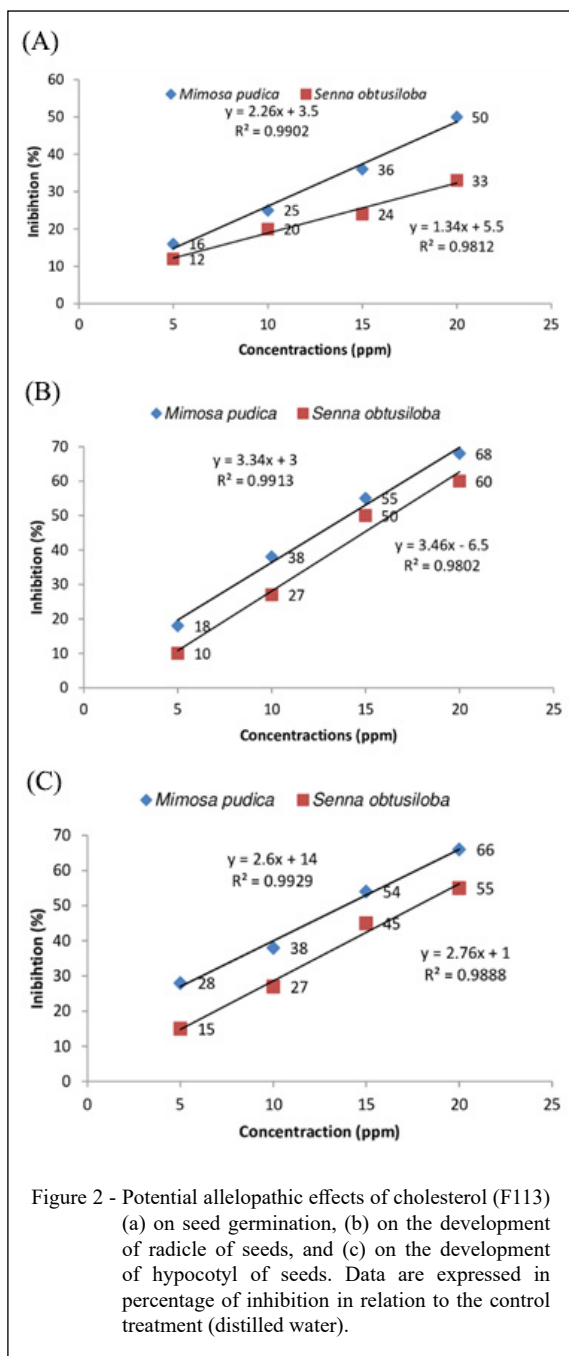 (A)
Mimosa pudica Senna obtusiloba
y = 2.26x + 3.5
R² = 0.9902
60
50
40
30
20
10
0
Inibihtion (%)
16
25
36
50
12
20
24
33
y = 1.34x + 5.5
R² = 0.9812
0 5 10 15 20 25
Concentractions (ppm)
(B)
Mimosa pudica Senna obtusiloba
70
60
50
40
30
20
10
0
Inhibition (%)
y = 3.34x + 3
R² = 0.9913
18
38
55
68
10
27
50
60
y = 3.46x - 6.5
R² = 0.9802
0 5 10 15 20 25
Concentractions (ppm)
(C)
Mimosa pudica Senna obtusiloba
70
60
50
40
30
20
10
0
Inibihtion (%)
y = 2.6x + 14
R² = 0.9929
28
38
54
66
15
27
45
55
y = 2.76x + 1
R² = 0.9888
0 5 10 15 20 25
Concentration (ppm)
Figure 2 - Potential allelopathic effects of cholesterol (F113)
(a) on seed germination, (b) on the development
of radicle of seeds, and (c) on the development
of hypocotyl of seeds. Data are expressed in
percentage of inhibition in relation to the control
treatment (distilled water).